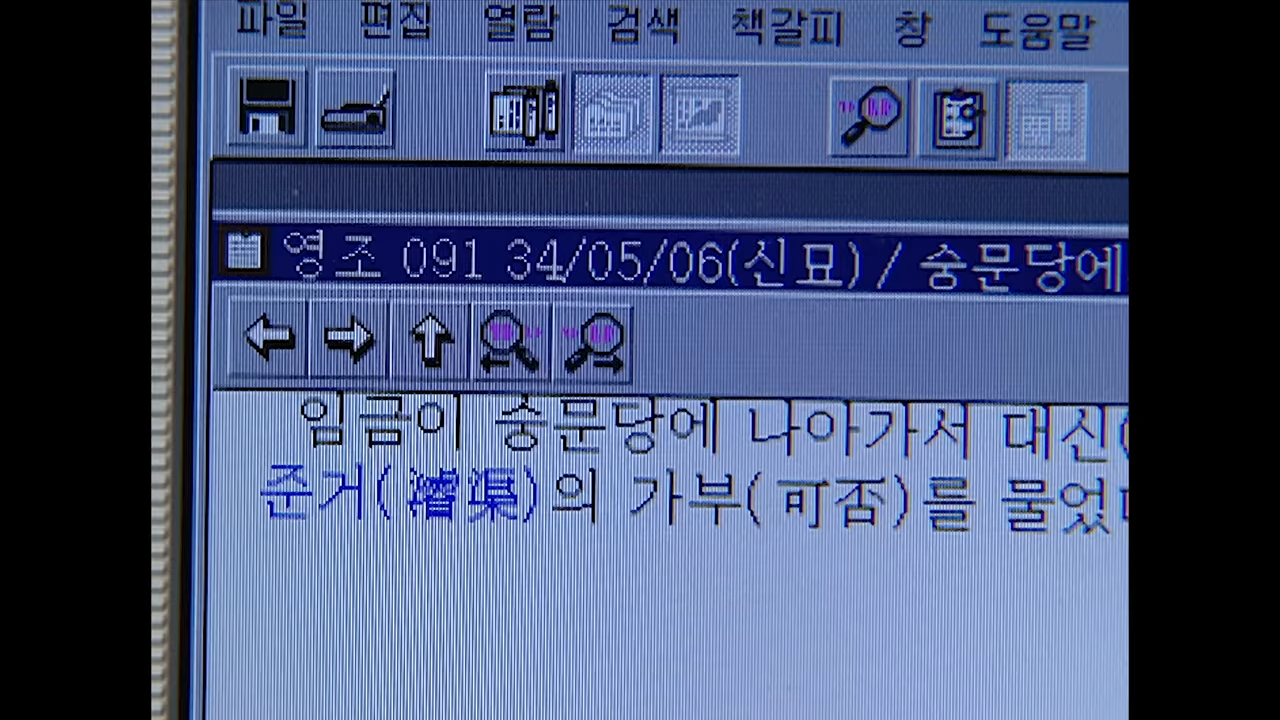 파일 편집 열람 검색 책갈피 창 도움말
영조 091 34/05/06(신묘) / 숭문당에
임금이 숭문당에 나아가서 대신(
준거(濬渠)의 가부(可否)를 물었